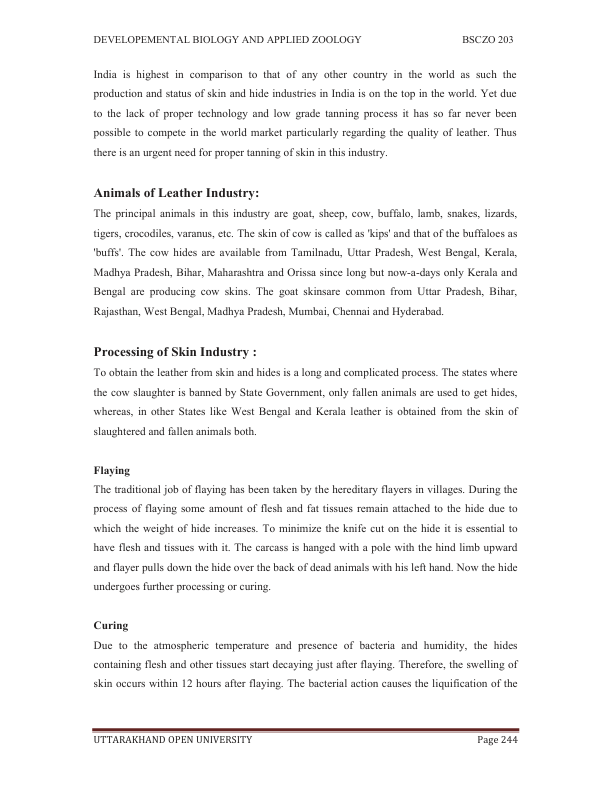 DEVELOPEMENTAL BIOLOGY AND APPLIED ZOOLOGY BSCZO 203
India is highest in comparison to that of any other country in the world as such the
production and status of skin and hide industries in India is on the top in the world. Yet due
to the lack of proper technology and low grade tanning process it has so far never been
possible to compete in the world market particularly regarding the quality of leather. Thus
there is an urgent need for proper tanning of skin in this industry.
Animals of Leather Industry:
The principal animals in this industry are goat, sheep, cow, buffalo, lamb, snakes, lizards,
tigers, crocodiles, varanus, etc. The skin of cow is called as 'kips' and that of the buffaloes as
'buffs'. The cow hides are available from Tamilnadu, Uttar Pradesh, West Bengal, Kerala,
Madhya Pradesh, Bihar, Maharashtra and Orissa since long but now-a-days only Kerala and
Bengal are producing cow skins. The goat skinsare common from Uttar Pradesh, Bihar,
Rajasthan, West Bengal, Madhya Pradesh, Mumbai, Chennai and Hyderabad.
Processing of Skin Industry :
To obtain the leather from skin and hides is a long and complicated process. The states where
the cow slaughter is banned by State Government, only fallen animals are used to get hides,
whereas, in other States like West Bengal and Kerala leather is obtained from the skin of
slaughtered and fallen animals both.
Flaying
The traditional job of flaying has been taken by the hereditary flayers in villages. During the
process of flaying some amount of flesh and fat tissues remain attached to the hide due to
which the weight of hide increases. To minimize the knife cut on the hide it is essential to
have flesh and tissues with it. The carcass is hanged with a pole with the hind limb upward
and flayer pulls down the hide over the back of dead animals with his left hand. Now the hide
undergoes further processing or curing.
Curing
Due to the atmospheric temperature and presence of bacteria and humidity, the hides
containing flesh and other tissues start decaying just after flaying. Therefore, the swelling of
skin occurs within 12 hours after flaying. The bacterial action causes the liquification of the
UTTARAKHAND OPEN UNIVERSITY Page 244